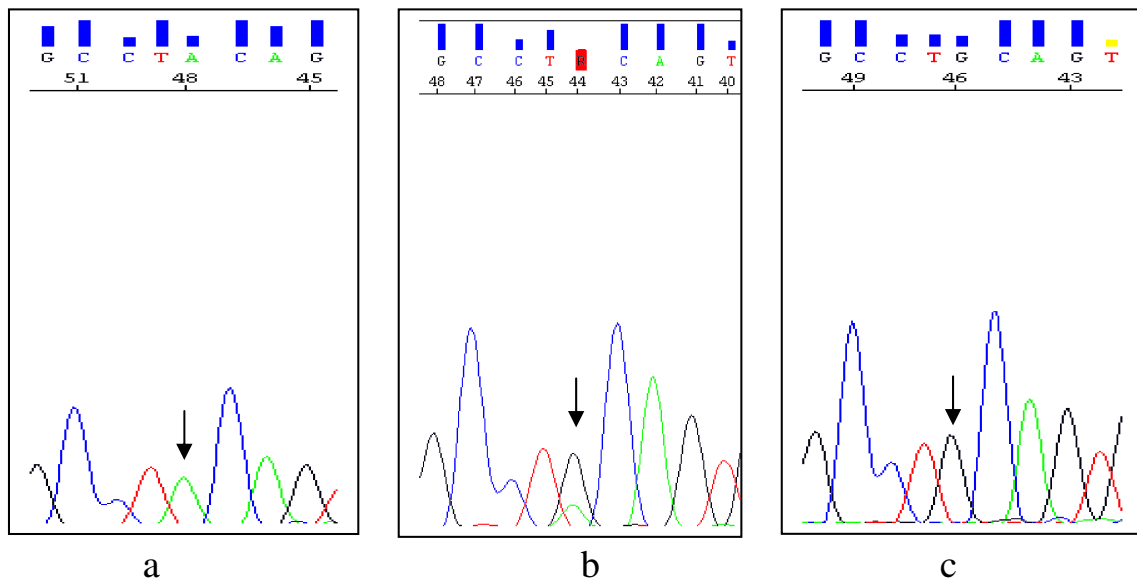 G C C T A C A G
51 48 45
a
G C C T R C A G T
48 47 46 45 44 43 42 41 40
b
G C C T G C A G T
49 46 43
c